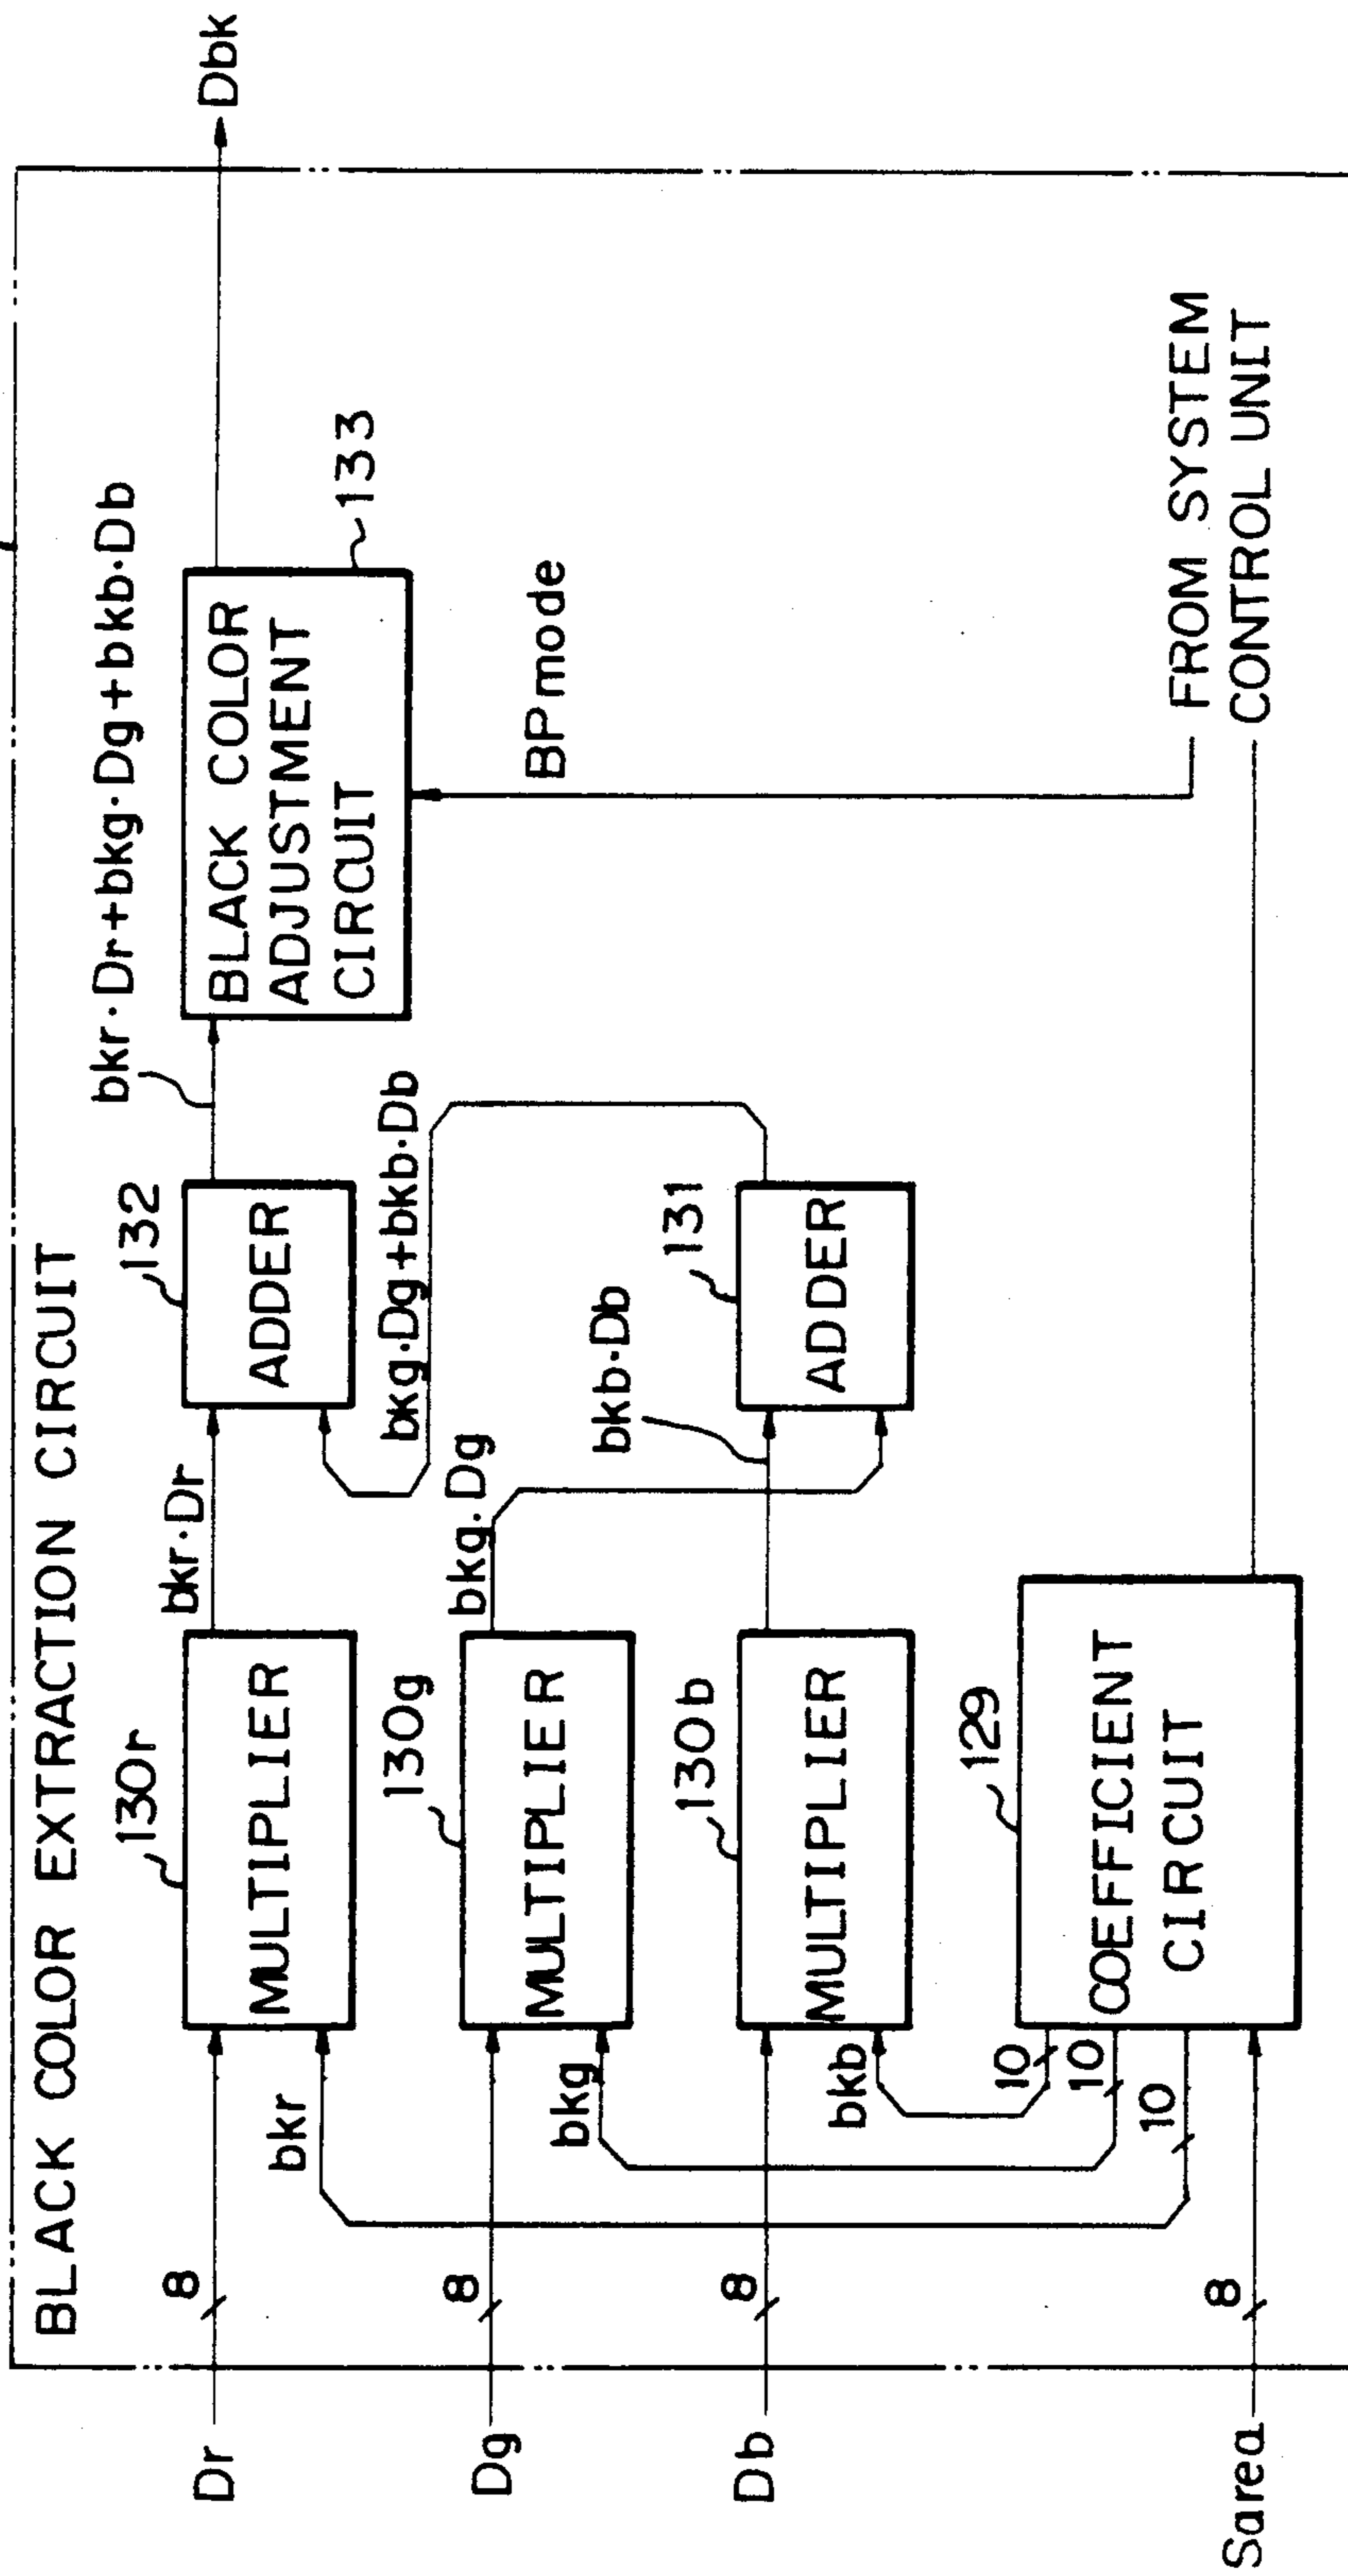 BLACK COLOR EXTRACTION CIRCUIT
Dr
8
bkr
130r
MULTIPLIER
bkr·Dr
132
ADDER
bkr·Dr+bkg·Dg+bkb·Db
BLACK COLOR
ADJUSTMENT
CIRCUIT
133
Dbk
Dg
8
bkg
130g
MULTIPLIER
bkg·Dg
bkg·Dg+bkb·Db
BPmode
Db
8
bkb
130b
MULTIPLIER
bkb·Db
131
ADDER
Sarea
8
10
10
10
129
COEFFICIENT
CIRCUIT
FROM SYSTEM
CONTROL UNIT